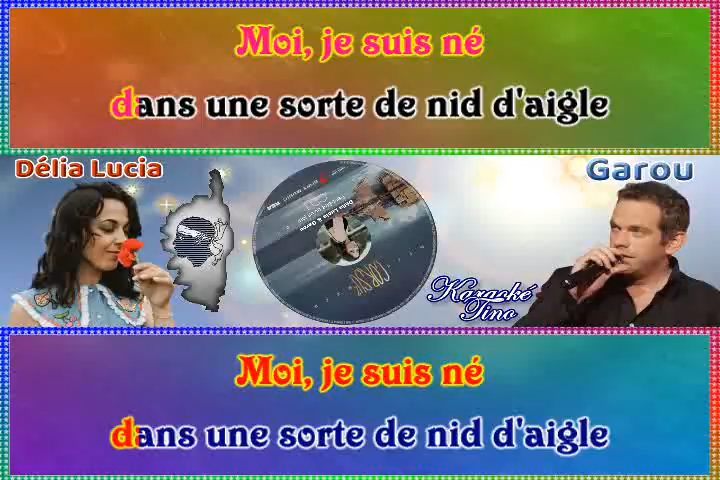 Moi, je suis né
dans une sorte de nid d'aigle
Délia Lucia
Garou
Karaoké
Tino
Moi, je suis né
dans une sorte de nid d'aigle